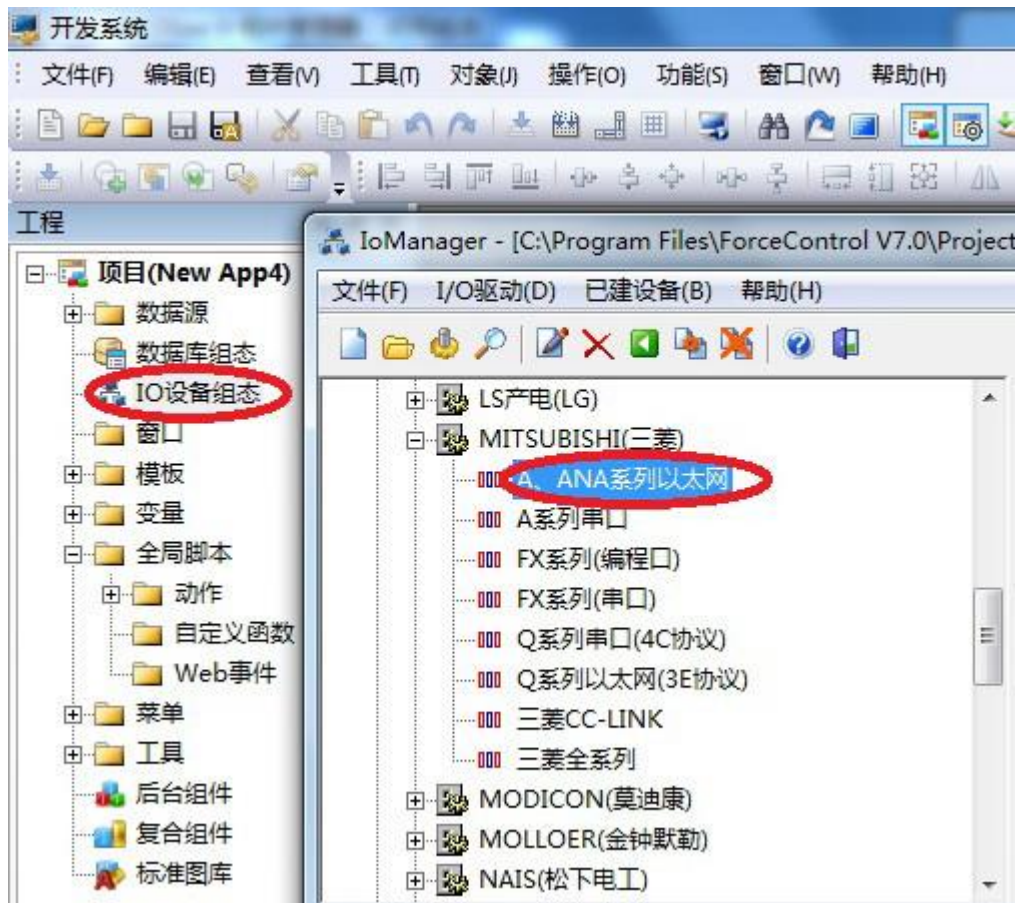 开发系统
文件(F) 编辑(E) 查看(V) 工具(T) 对象(J) 操作(O) 功能(S) 窗口(W) 帮助(H)
工程
项目(New App4)
数据源
数据库组态
IO设备组态
窗口
模板
变量
全局脚本
动作
自定义函数
Web事件
菜单
工具
后台组件
复合组件
标准图库
IoManager - [C:\Program Files\ForceControl V7.0\Project
文件(F) I/O驱动(D) 已建设备(B) 帮助(H)
LS产电(LG)
MITSUBISHI(三菱)
A、ANA系列以太网
A系列串口
FX系列(编程口)
FX系列(串口)
Q系列串口(4C协议)
Q系列以太网(3E协议)
三菱CC-LINK
三菱全系列
MODICON(莫迪康)
MOLLOER(金钟默勒)
NAIS(松下电工)